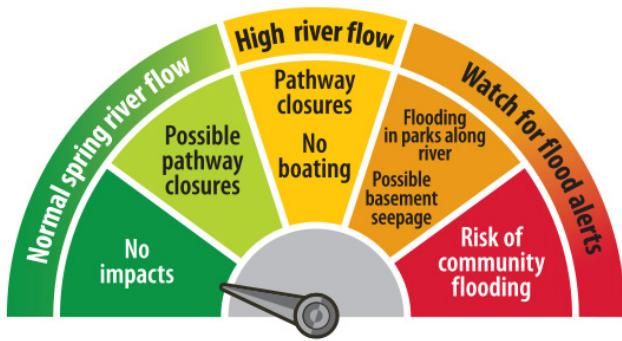 Normal spring river flow
High river flow
Watch for flood alerts
No
impacts
Possible
pathway
closures
Pathway
closures
No
boating
Flooding
in parks along
river
Possible
basement
seepage
Risk of
community
flooding